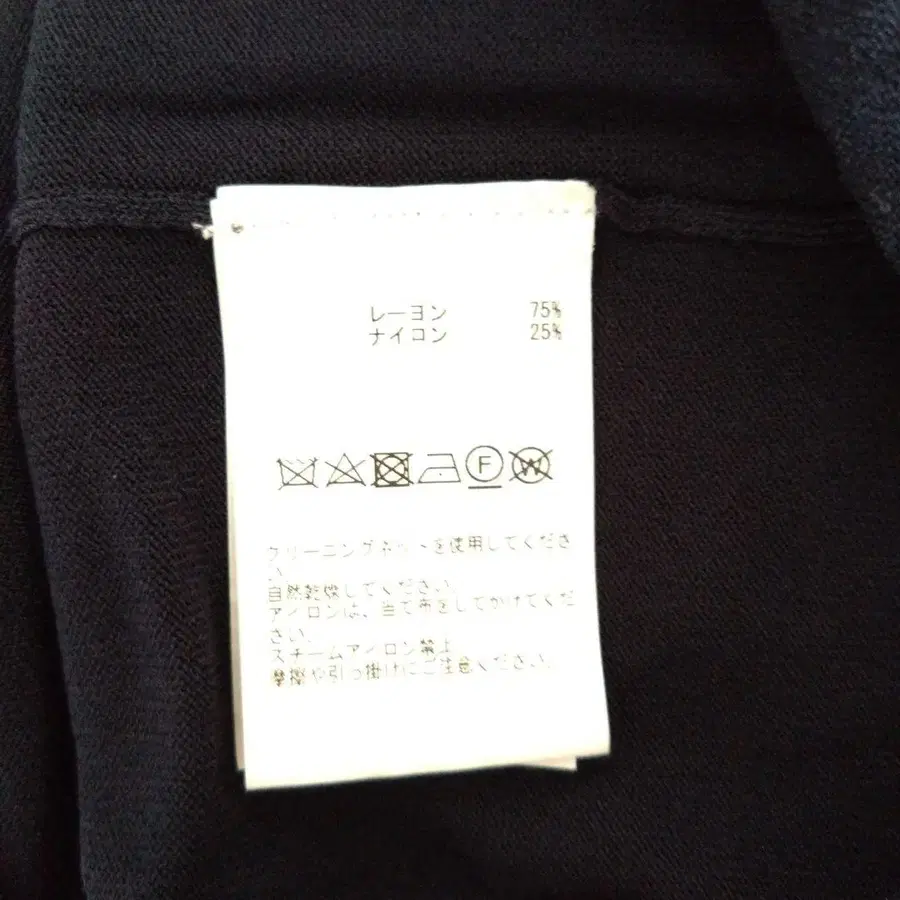 レーヨン 75%
ナイロン 25%
F W
クリーニングネットを使用してくださ
い。
自然乾燥してください。
アイロンは、当て布をしてかけてくだ
さい。
スチームアイロン禁止
摩擦や引っ掛けにご注意ください。